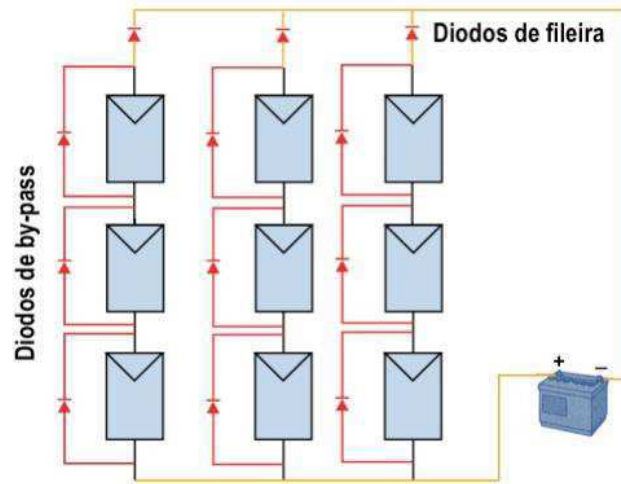 Diodos de fileira
Diodos de by-pass
+ −